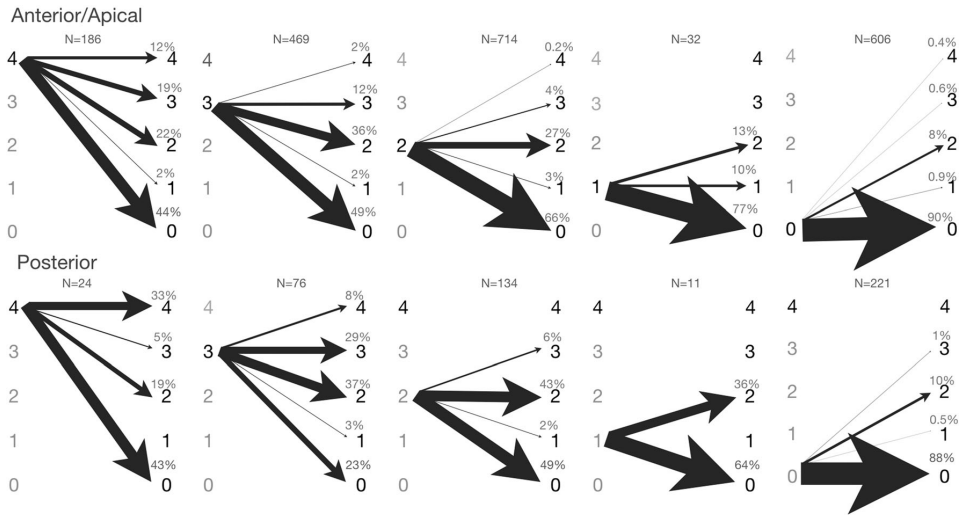 Anterior/Apical
N=186 N=469 N=714 N=32 N=606
12% 2% 0.2% 0.4%
4 4 4 4 4 4 4 4 4 4
19% 12% 4% 0.6%
3 3 3 3 3 3 3 3 3 3
22% 36% 27% 13% 8%
2 2 2 2 2 2 2 2 2 2
2% 2% 3% 10% 0.9%
1 1 1 1 1 1 1 1 1 1
44% 49% 66% 77% 90%
0 0 0 0 0 0 0 0 0 0
Posterior
N=24 N=76 N=134 N=11 N=221
33% 8%
4 4 4 4 4 4 4 4 4 4
5% 29% 6% 1%
3 3 3 3 3 3 3 3 3 3
19% 37% 43% 36% 10%
2 2 2 2 2 2 2 2 2 2
3% 2% 0.5%
1 1 1 1 1 1 1 1 1 1
43% 23% 49% 64% 88%
0 0 0 0 0 0 0 0 0 0